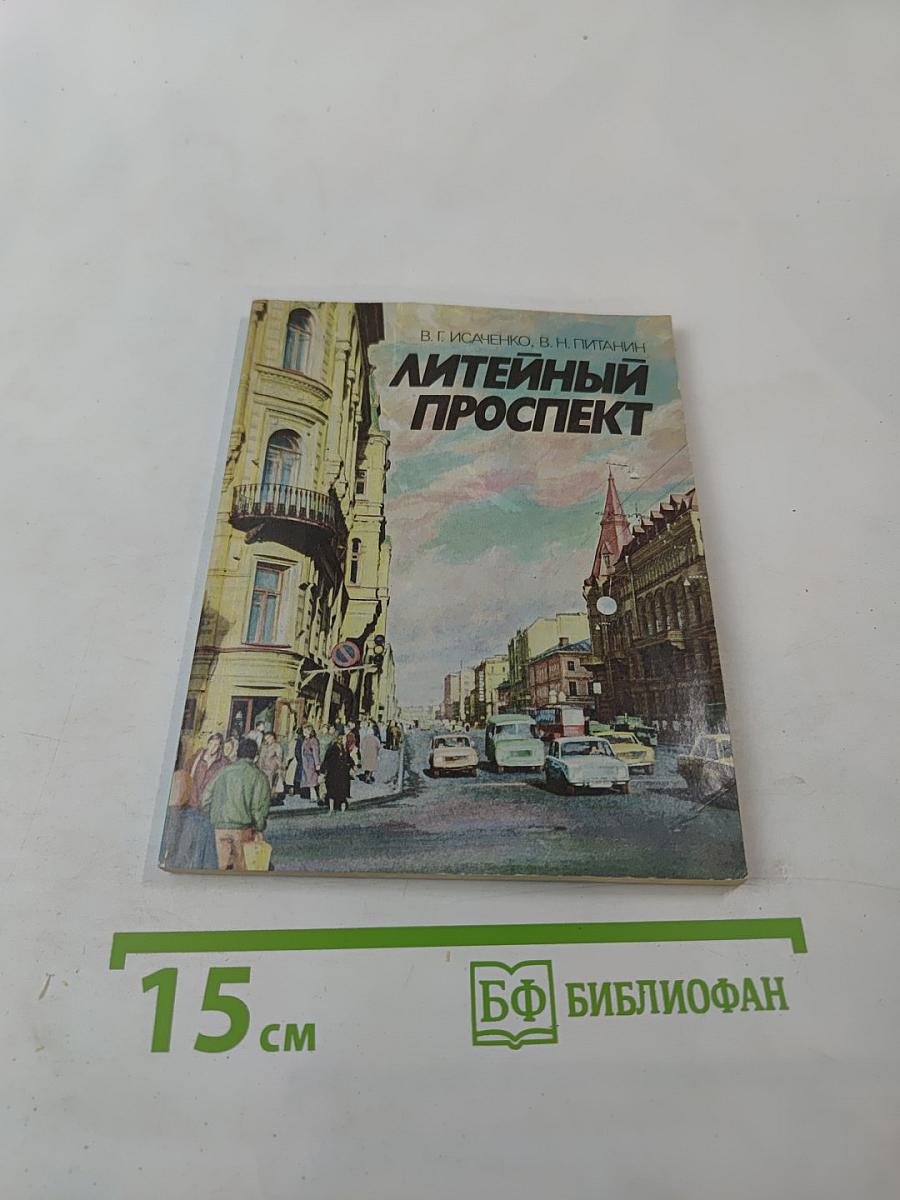 В. Г. ИСАЧЕНКО, В. Н. ПИТАНИН
ЛИТЕЙНЫЙ
ПРОСПЕКТ
15 см
БФ БИБЛИОФАН